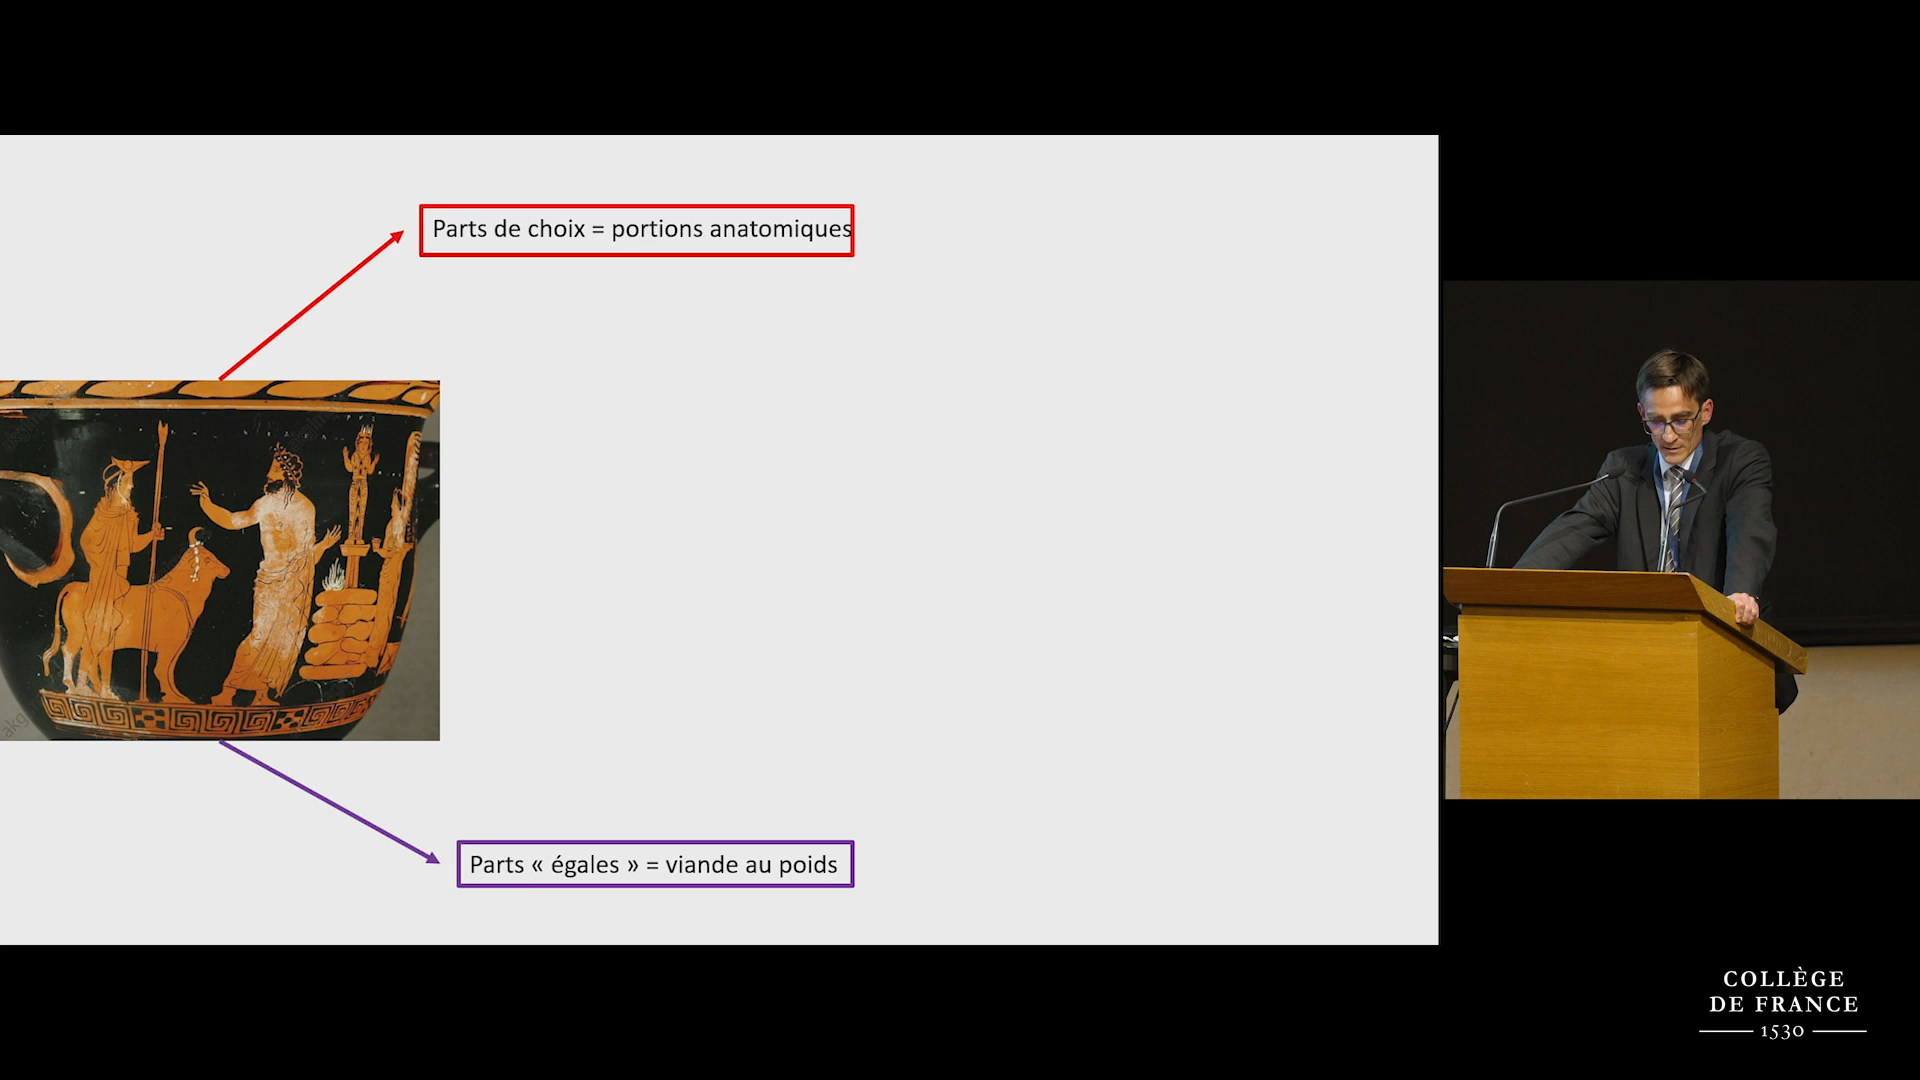 Parts de choix = portions anatomiques
Parts « égales » = viande au poids
COLLÈGE
DE FRANCE
1530